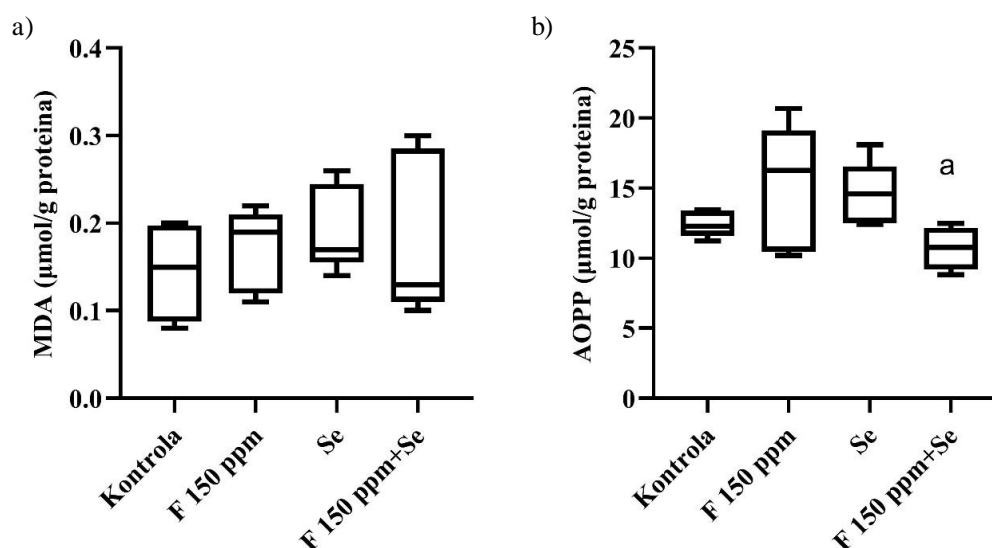 a)
MDA (µmol/g proteina)
0.4
0.3
0.2
0.1
0.0
Kontrola
F 150 ppm
Se
F 150 ppm+Se
b)
AOPP (µmol/g proteins)
25
20
15
10
5
0
a
Kontrola
F 150 ppm
Se
F 150 ppm+Se